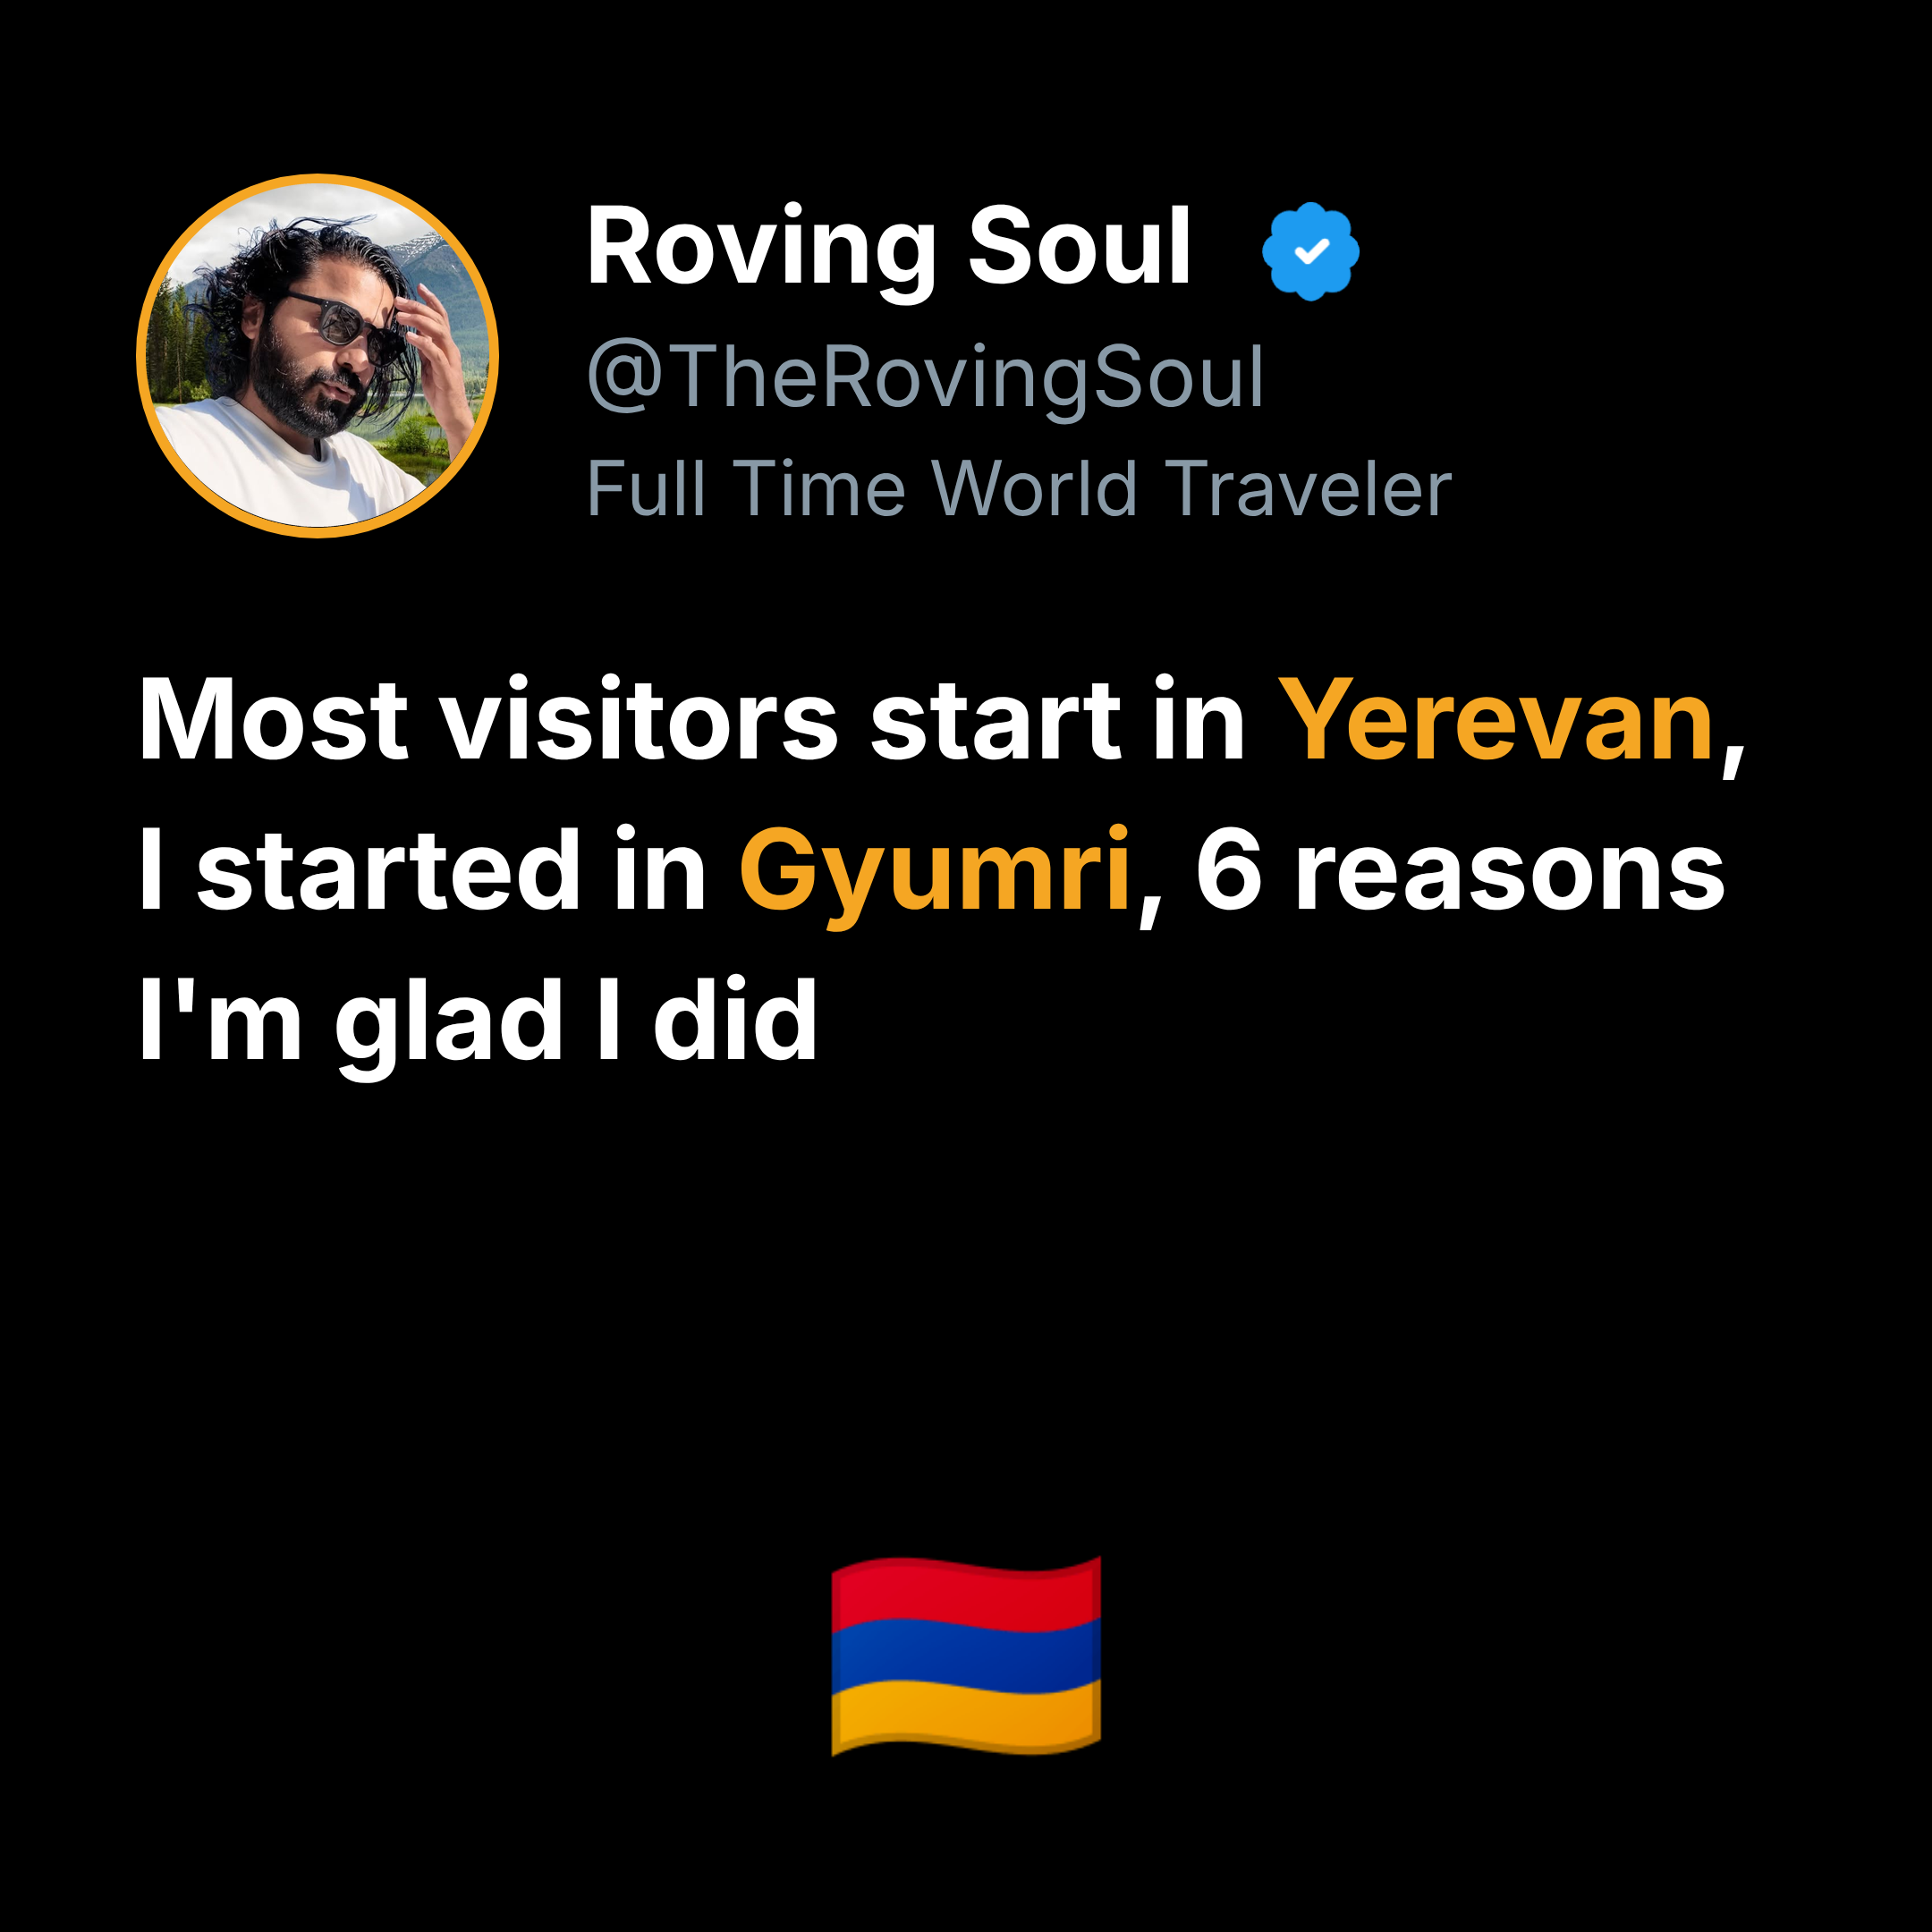 Roving Soul
@TheRovingSoul
Full Time World Traveler
Most visitors start in Yerevan,
I started in Gyumri, 6 reasons
I'm glad I did